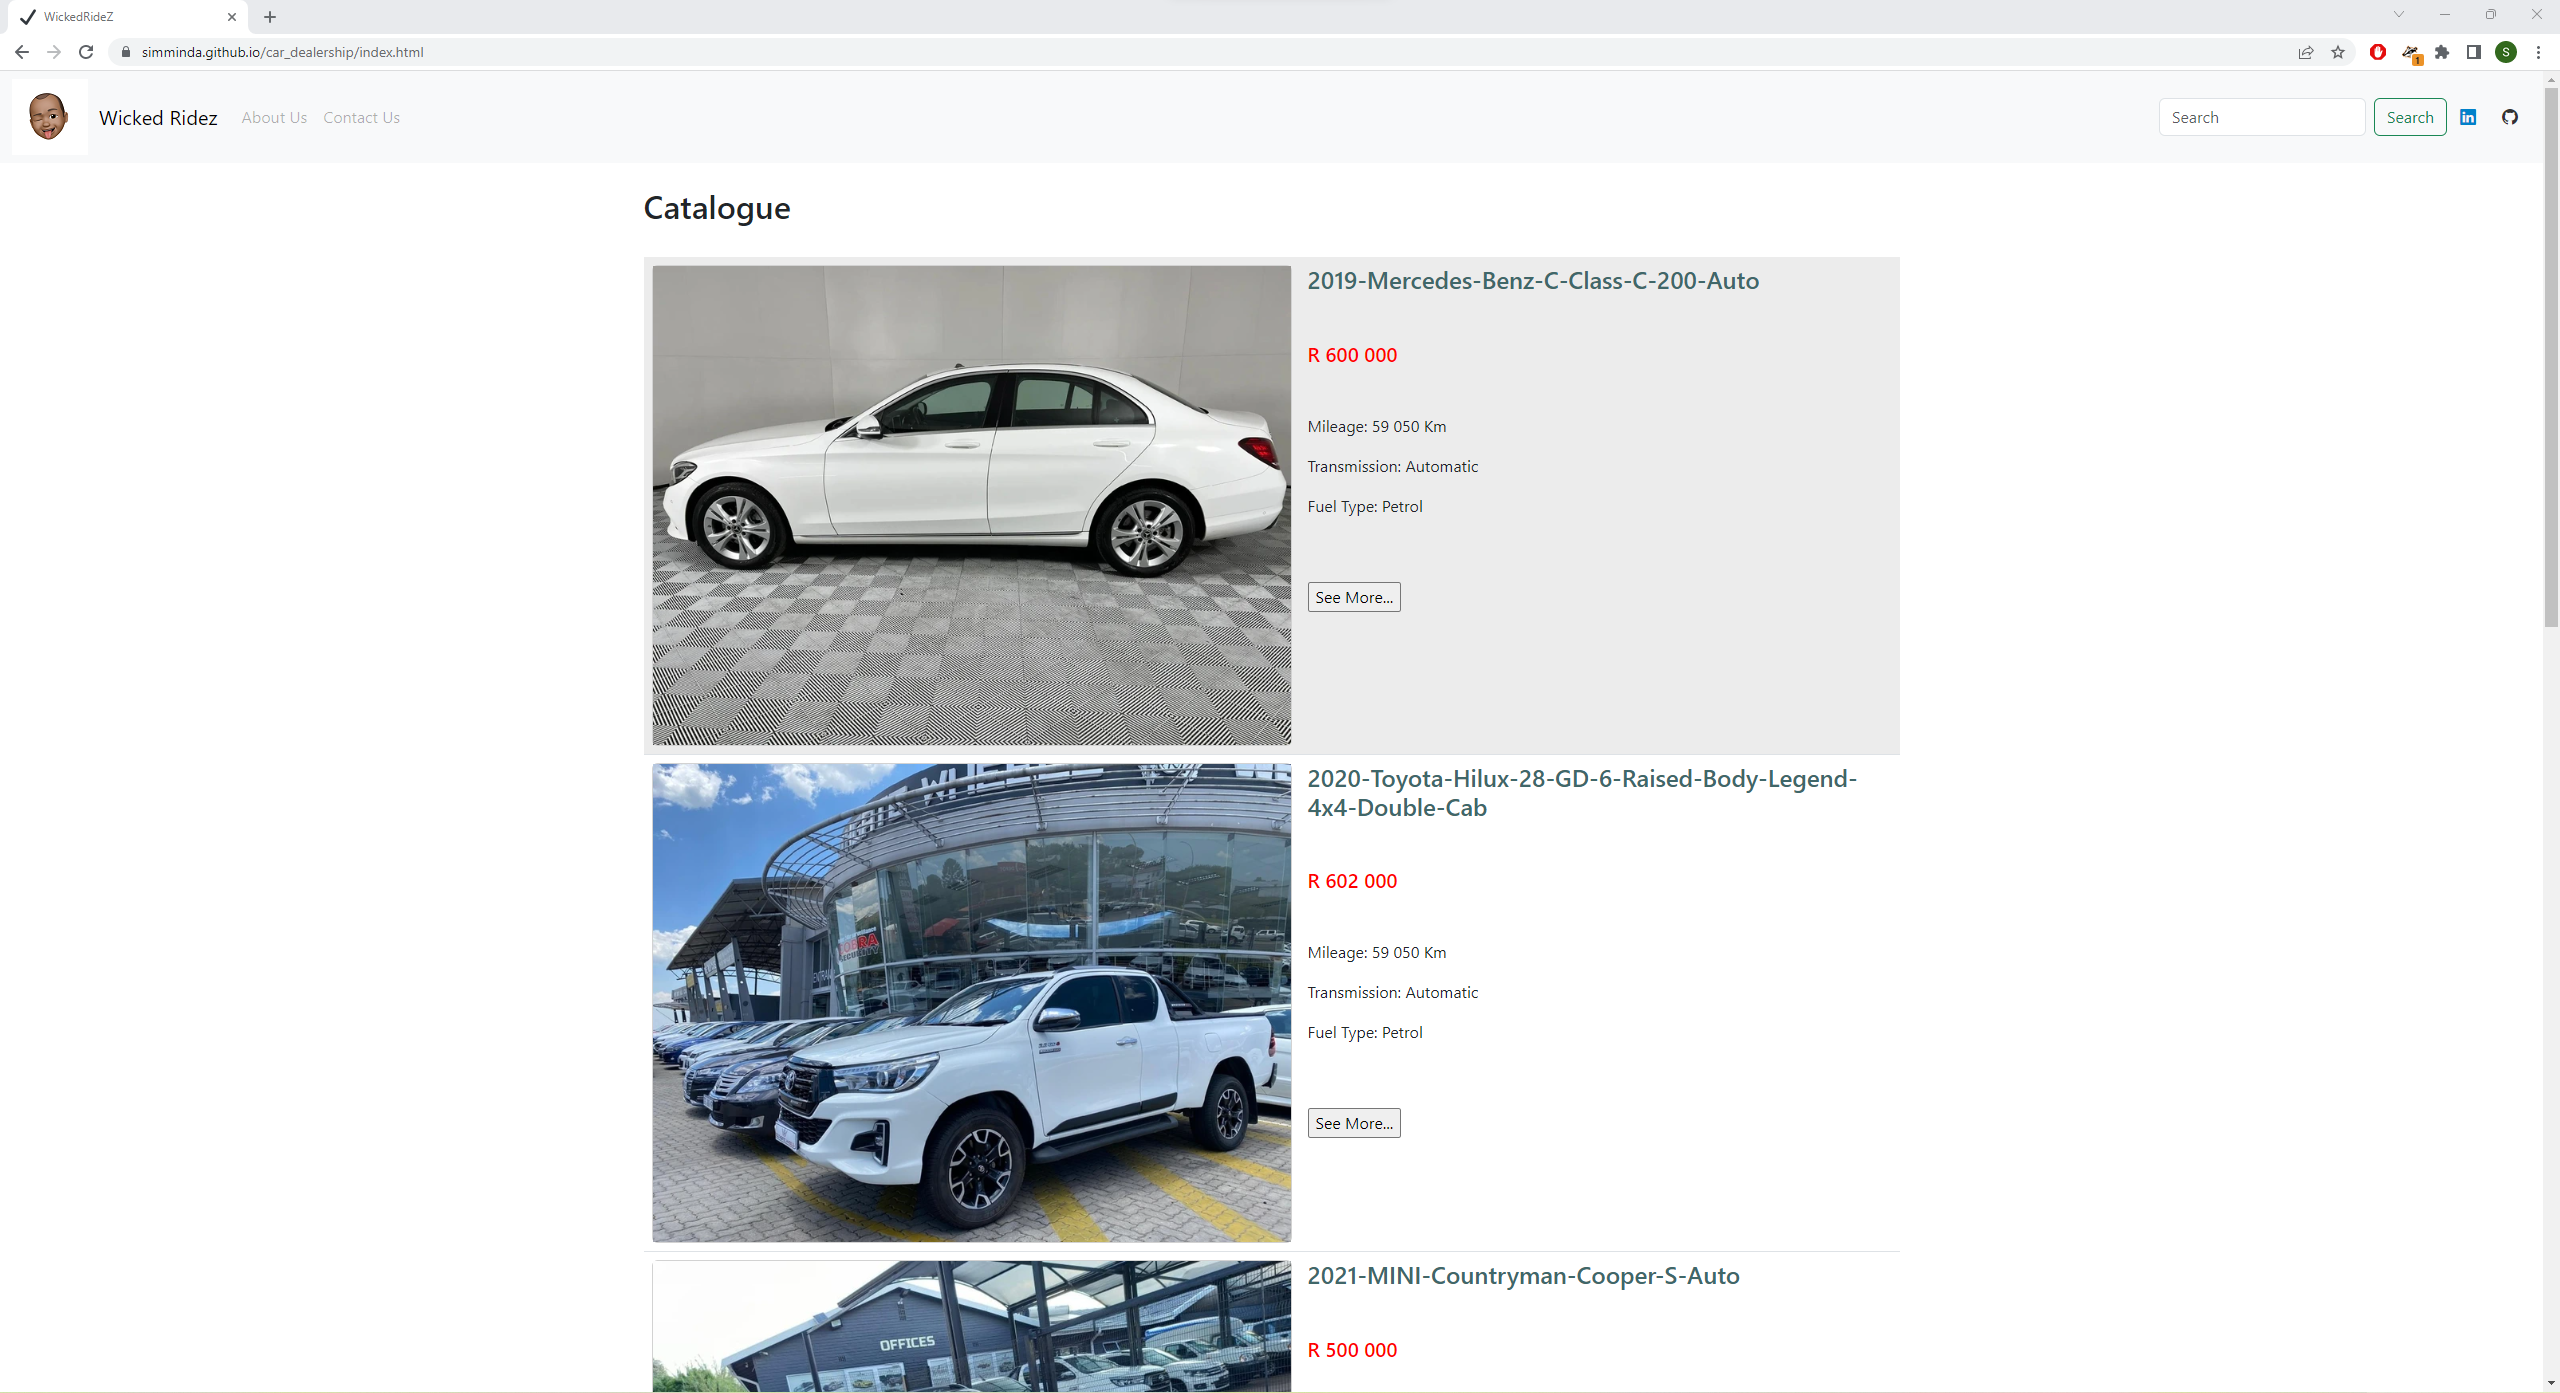 WickedRideZ
simminda.github.io/car_dealership/index.html
S
1
Wicked Ridez
About Us
Contact Us
Search
Search
Catalogue
2019-Mercedes-Benz-C-Class-C-200-Auto
R 600 000
Mileage: 59 050 Km
Transmission: Automatic
Fuel Type: Petrol
See More...
2020-Toyota-Hilux-28-GD-6-Raised-Body-Legend-
4x4-Double-Cab
R 602 000
Mileage: 59 050 Km
Transmission: Automatic
Fuel Type: Petrol
See More...
COBRA
SECURITY
2021-MINI-Countryman-Cooper-S-Auto
R 500 000
OFFICES